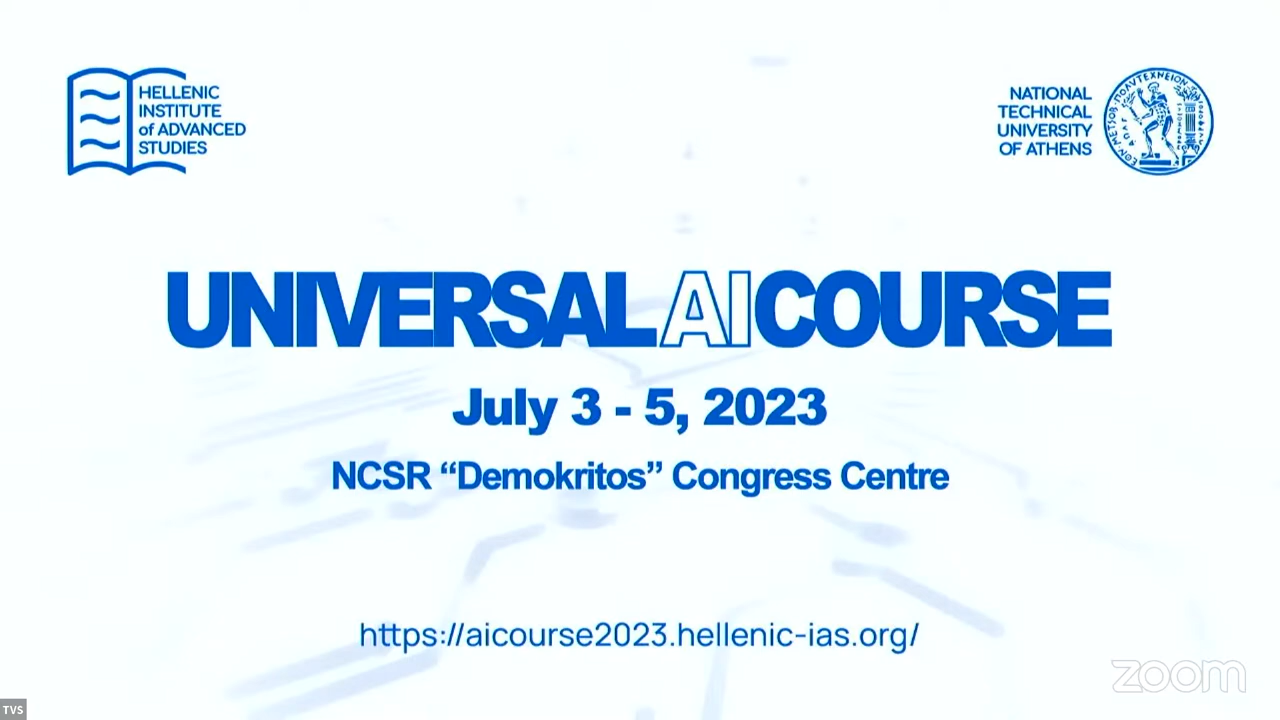 HELLENIC
INSTITUTE
of ADVANCED
STUDIES
NATIONAL
TECHNICAL
UNIVERSITY
OF ATHENS
UNIVERSAL AI COURSE
July 3 - 5, 2023
NCSR “Demokritos” Congress Centre
https://aicourse2023.hellenic-ias.org/
zoom
TVS